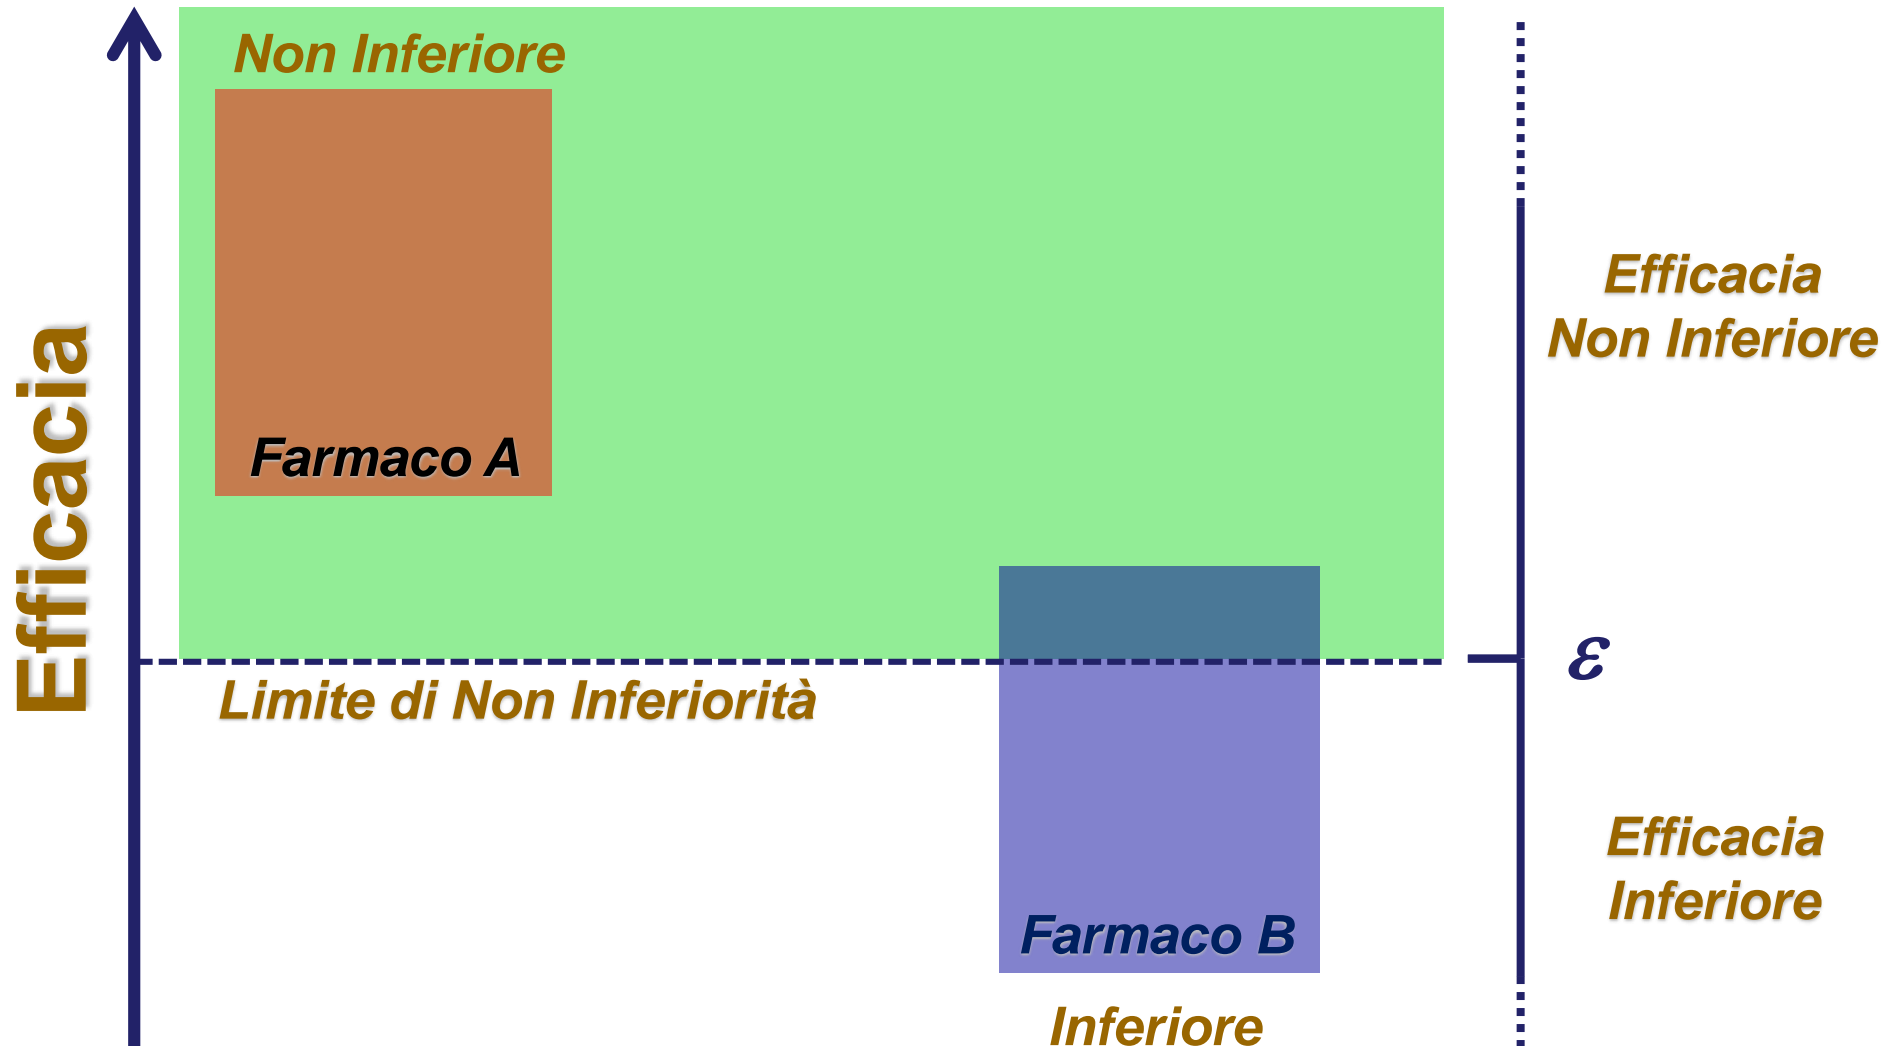 Efficacia
Non Inferiore
Farmaco A
Limite di Non Inferiorità
Farmaco B
Inferiore
Efficacia
Non Inferiore
ε
Efficacia
Inferiore